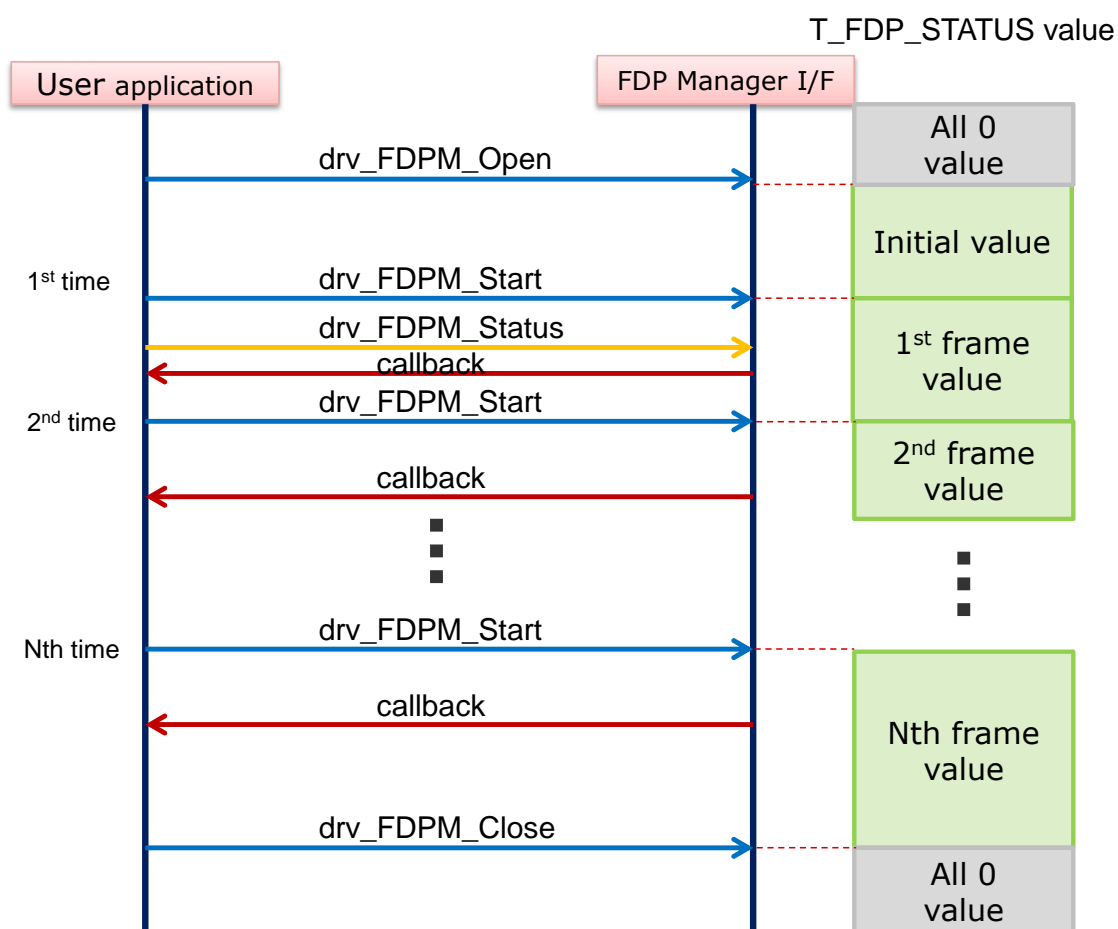 T_FDP_STATUS value
User application
FDP Manager I/F
All 0
value
drv_FDPM_Open
Initial value
1st time
drv_FDPM_Start
drv_FDPM_Status
1st frame
value
callback
2nd time
drv_FDPM_Start
2nd frame
value
callback
Nth time
drv_FDPM_Start
callback
Nth frame
value
drv_FDPM_Close
All 0
value